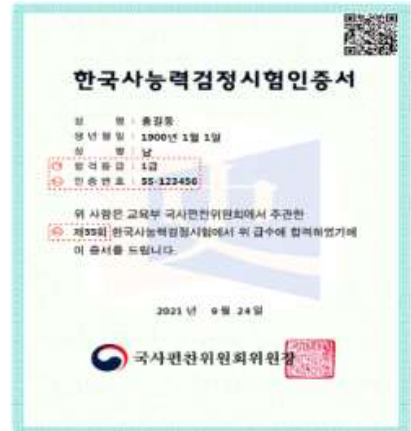 한국사능력검정시험인증서
성 명 : 홍길동
생년월일 : 1900년 1월 1일
성 별 : 남
합격등급 : 1급
인증번호 : 55-123456
위 사람은 교육부 국사편찬위원회에서 주관한
제55회 한국사능력검정시험에서 위 급수에 합격하였기에
이 증서를 드립니다.
2021 년 9 월 24 일
국사편찬위원회위원장